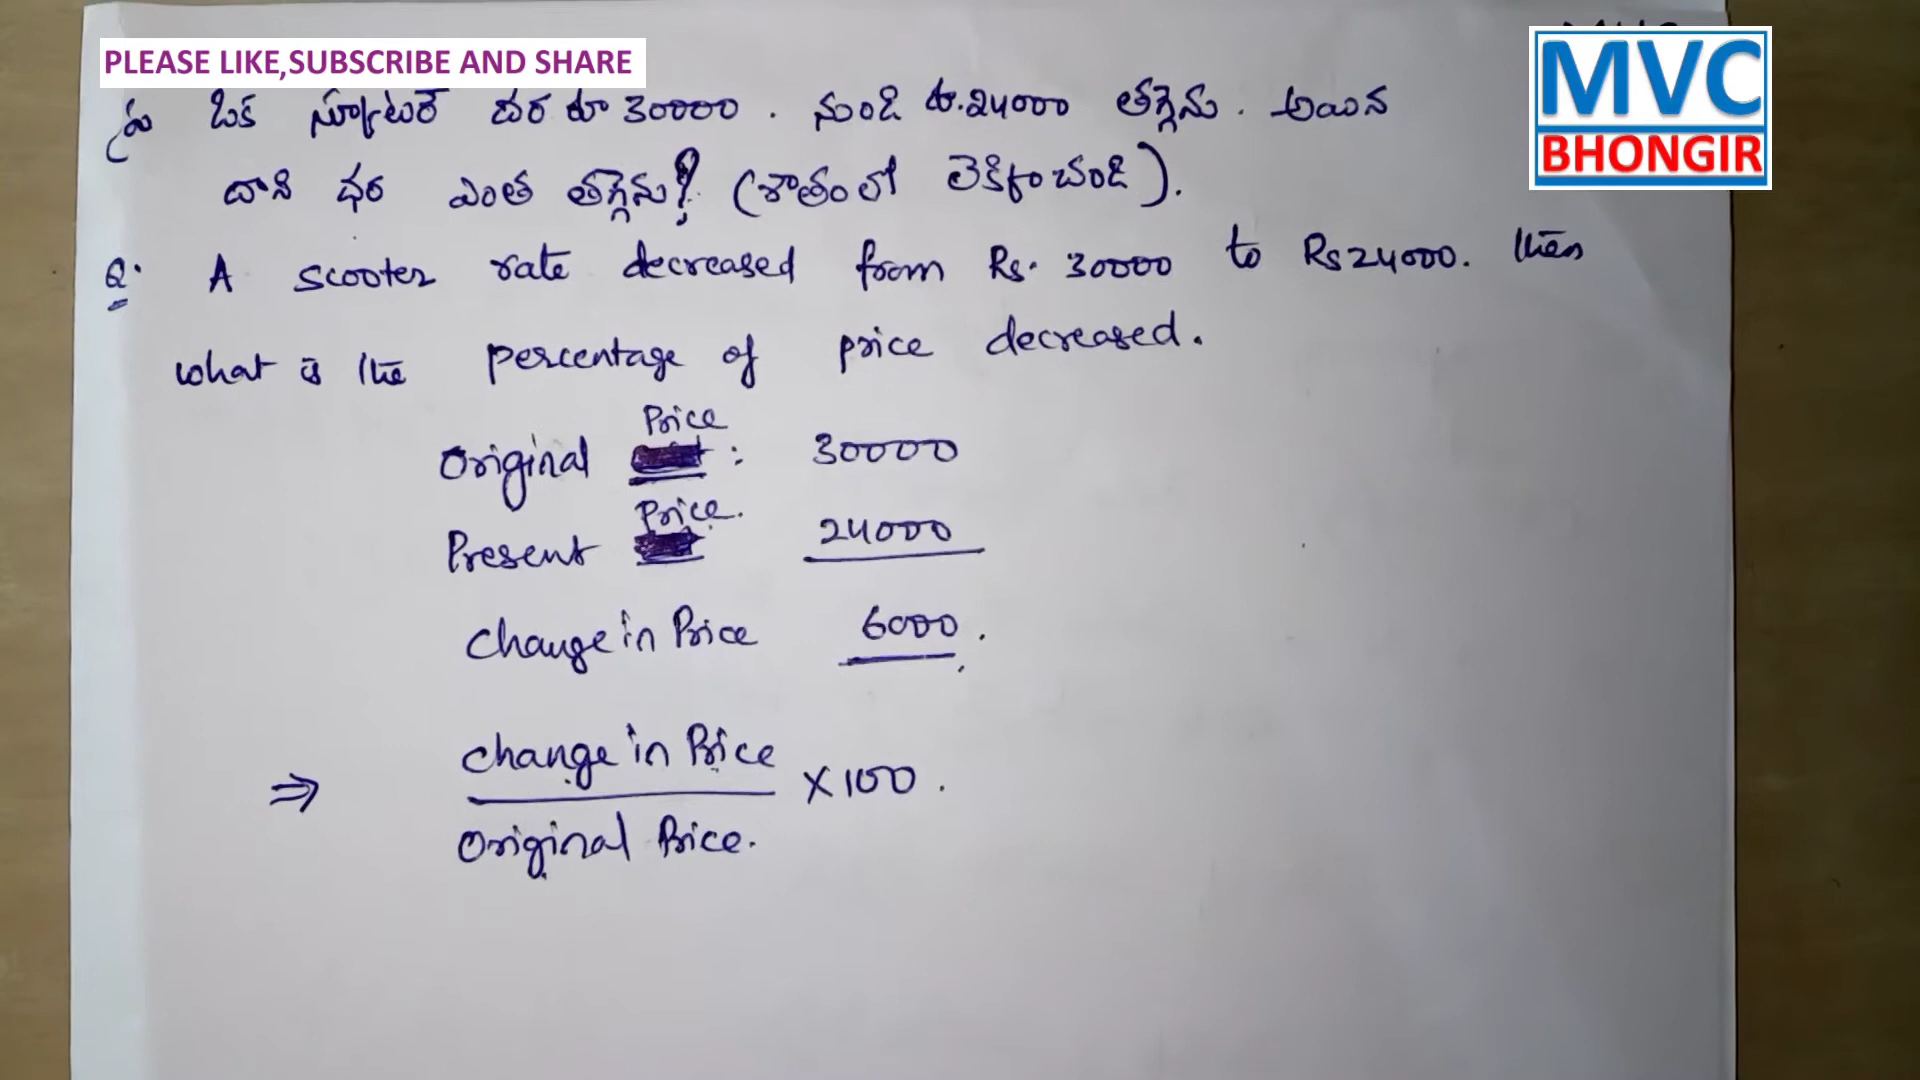 PLEASE LIKE,SUBSCRIBE AND SHARE
MVC
BHONGIR
ప్ర ఒక స్కూటర్ ధర రూ 30000 . నుండి రూ.24000 తగ్గెను . అయిన
దాని ధర ఎంత తగ్గెను? (శాతంలో లెక్కించండి).
Q. A scooter rate decreased from Rs. 30000 to Rs 24000. then
what is the percentage of price decreased.
Original Price : 30000
Present Price. 24000
Change in Price 6000 .
⇒ Change in Price × 100 .
Original Price.